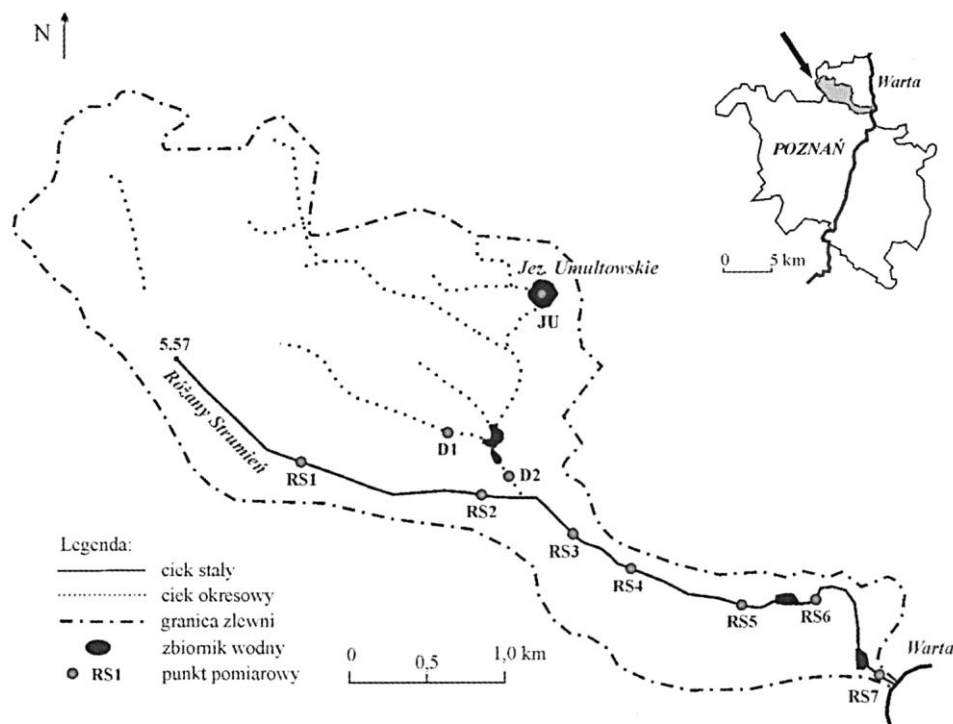 N
Warta
POZNAŃ
0 5 km
Jez. Umultowskie
JU
5.57
Różany Strumień
D1
D2
RS1
RS2
RS3
RS4
RS5
RS6
RS7
Warta
Legenda:
ciek stały
ciek okresowy
granica zlewni
zbiornik wodny
RS1 punkt pomiarowy
0 0,5 1,0 km